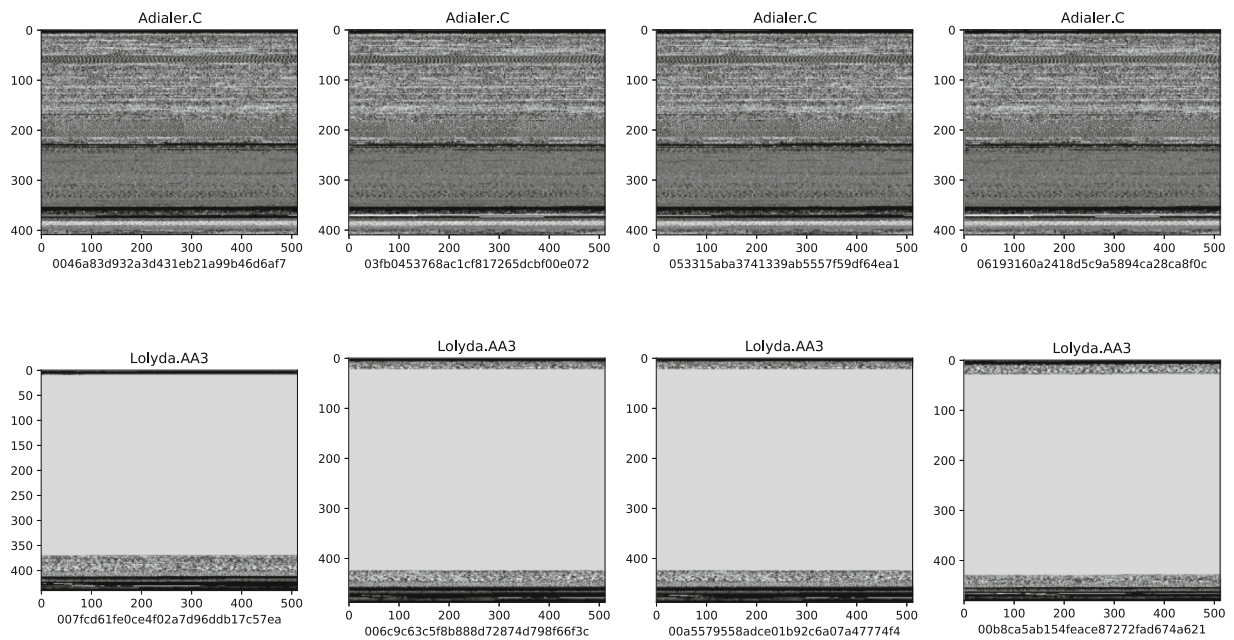 Adialer.C
0
100
200
300
400
0 100 200 300 400 500
0046a83d932a3d431eb21a99b46d6af7
Adialer.C
0
100
200
300
400
0 100 200 300 400 500
03fb0453768ac1cf817265dcbf00e072
Adialer.C
0
100
200
300
400
0 100 200 300 400 500
053315aba3741339ab5557f59df64ea1
Adialer.C
0
100
200
300
400
0 100 200 300 400 500
06193160a2418d5c9a5894ca28ca8f0c
Lolyda.AA3
0
50
100
150
200
250
300
350
400
0 100 200 300 400 500
007fcd61fe0ce4f02a7d96ddb17c57ea
Lolyda.AA3
0
100
200
300
400
0 100 200 300 400 500
006c9c63c5f8b888d72874d798f66f3c
Lolyda.AA3
0
100
200
300
400
0 100 200 300 400 500
00a5579558adce01b92c6a07a47774f4
Lolyda.AA3
0
100
200
300
400
0 100 200 300 400 500
00b8ca5ab154feace87272fad674a621